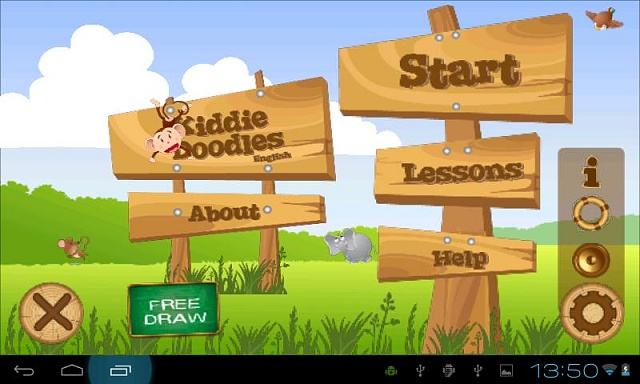 Kiddie
Doodles
English
About
FREE
DRAW
Start
Lessons
Help
i
13:50